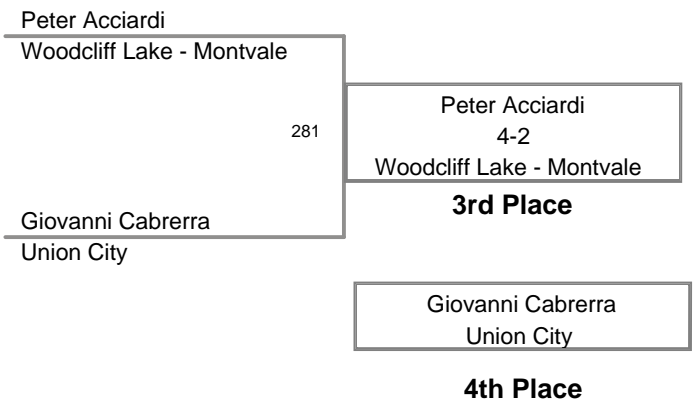 Peter Acciardi
Woodcliff Lake - Montvale
281
Peter Acciardi
4-2
Woodcliff Lake - Montvale
3rd Place
Giovanni Cabrerra
Union City
Giovanni Cabrerra
Union City
4th Place